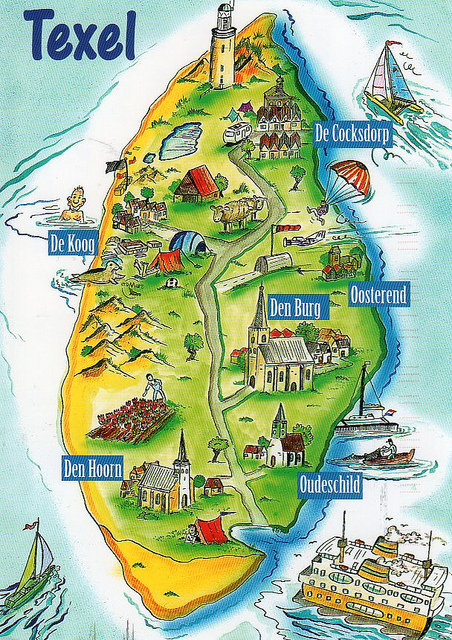 Texel
De Cocksdorp
De Koog
Oosterend
Den Burg
Den Hoorn
Oudeschild